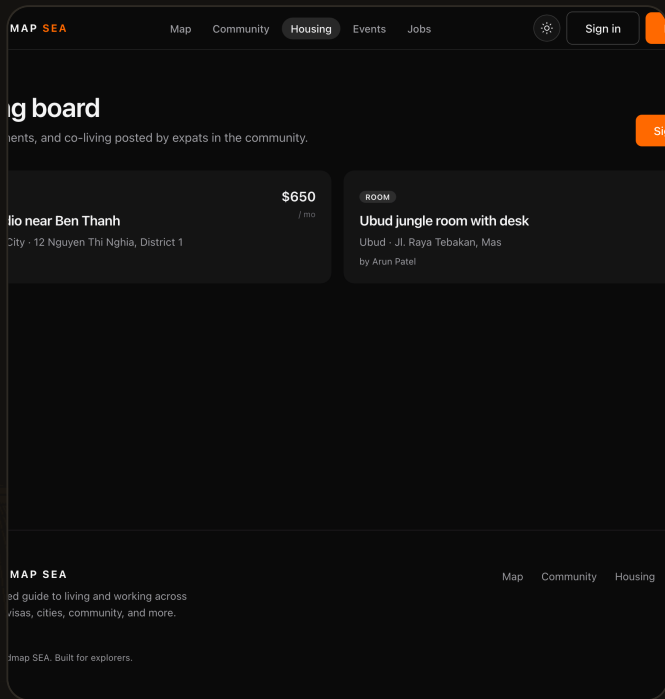 MAP SEA
Map Community Housing Events Jobs
Sign in
g board
ents, and co-living posted by expats in the community.
Si
$650
/ mo
dio near Ben Thanh
City · 12 Nguyen Thi Nghia, District 1
ROOM
Ubud jungle room with desk
Ubud · Jl. Raya Tebakan, Mas
by Arun Patel
MAP SEA
ed guide to living and working across
visas, cities, community, and more.
Map Community Housing
dmap SEA. Built for explorers.